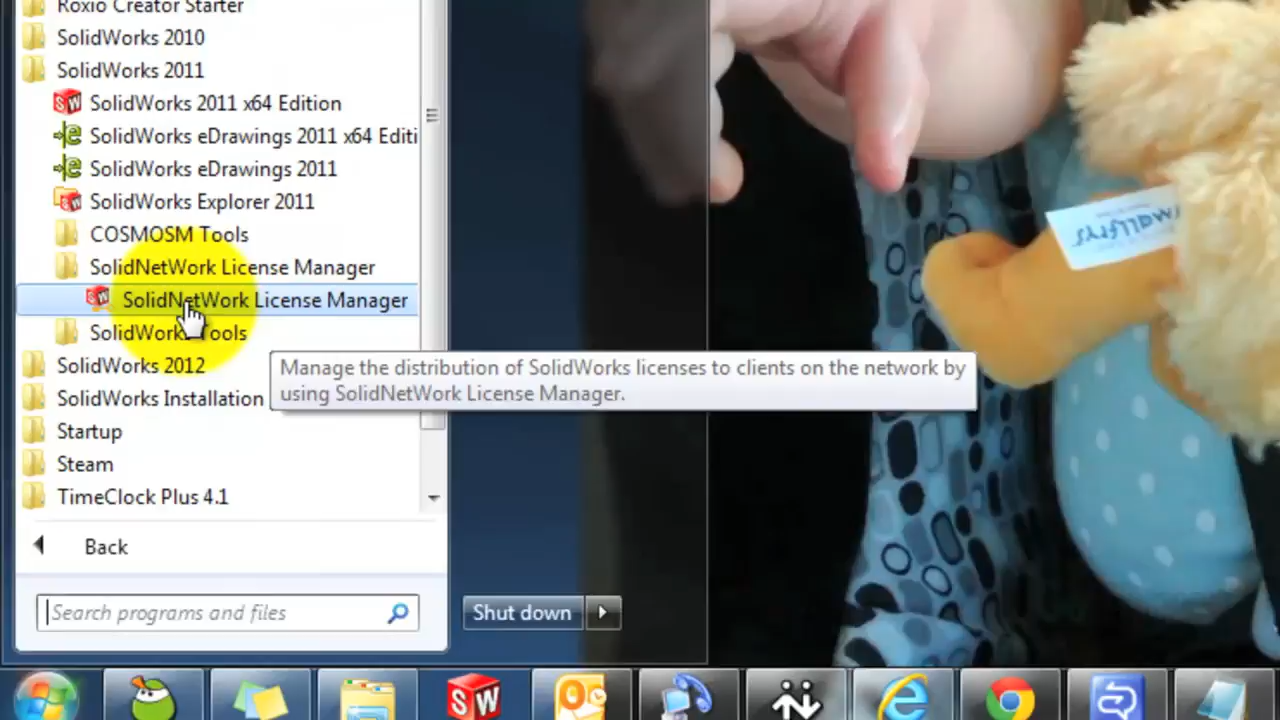 Roxio Creator Starter
SolidWorks 2010
SolidWorks 2011
SolidWorks 2011 x64 Edition
SolidWorks eDrawings 2011 x64 Editi
SolidWorks eDrawings 2011
SolidWorks Explorer 2011
COSMOSM Tools
SolidNetWork License Manager
SolidNetWork License Manager
SolidWorks Tools
SolidWorks 2012
Manage the distribution of SolidWorks licenses to clients on the network by
using SolidNetWork License Manager.
SolidWorks Installation
Startup
Steam
TimeClock Plus 4.1
Back
Search programs and files
Shut down